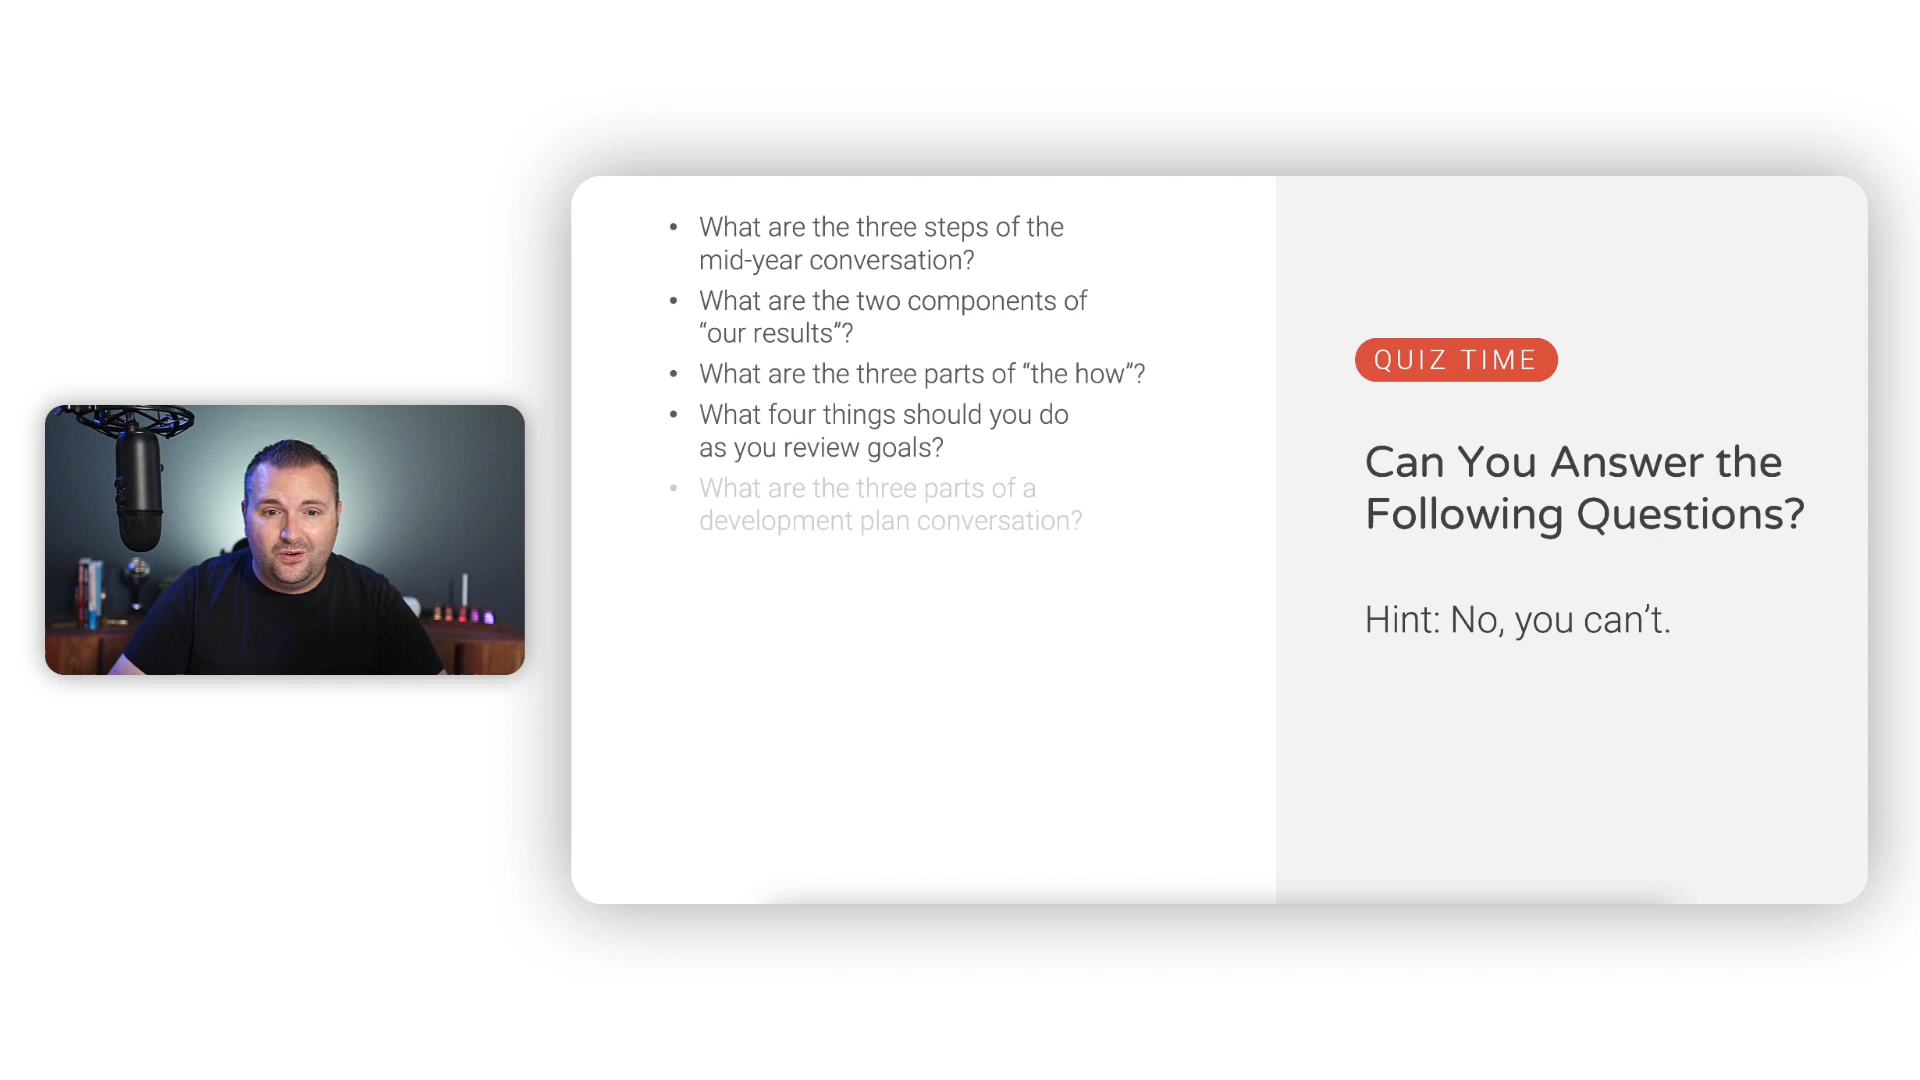 • What are the three steps of the
mid-year conversation?
• What are the two components of
“our results”?
• What are the three parts of “the how”?
• What four things should you do
as you review goals?
• What are the three parts of a
development plan conversation?
QUIZ TIME
Can You Answer the
Following Questions?
Hint: No, you can’t.